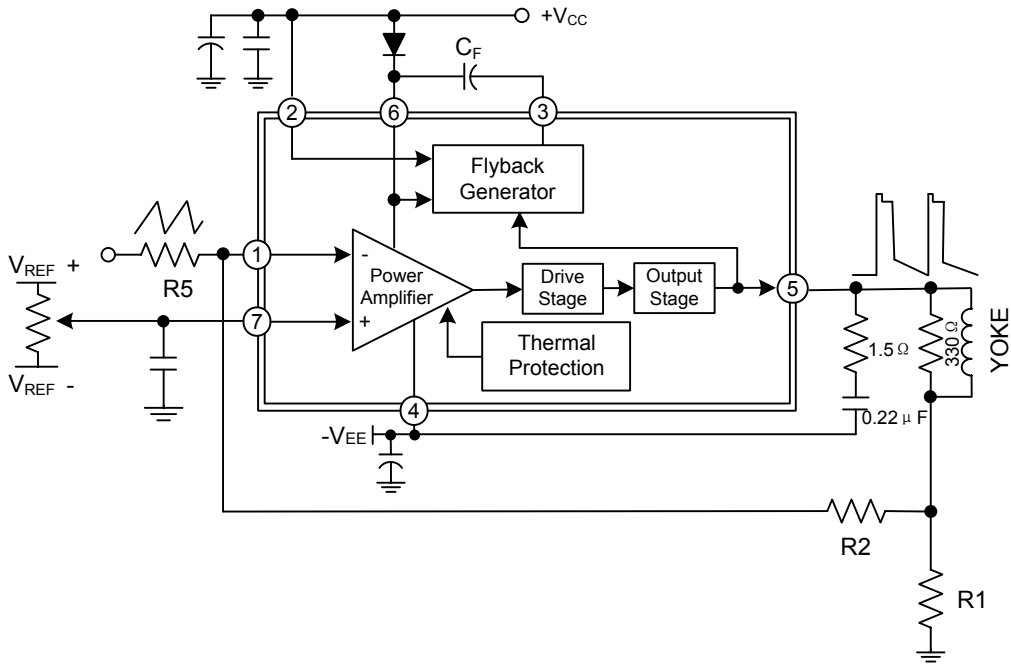 +VCC
CF
2
6
3
Flyback
Generator
1
-
R5
VREF +
Power
Amplifier
Drive
Stage
Output
Stage
5
7
+
Thermal
Protection
1.5 Ω
330 Ω
YOKE
VREF -
4
-VEE
0.22 μ F
R2
R1